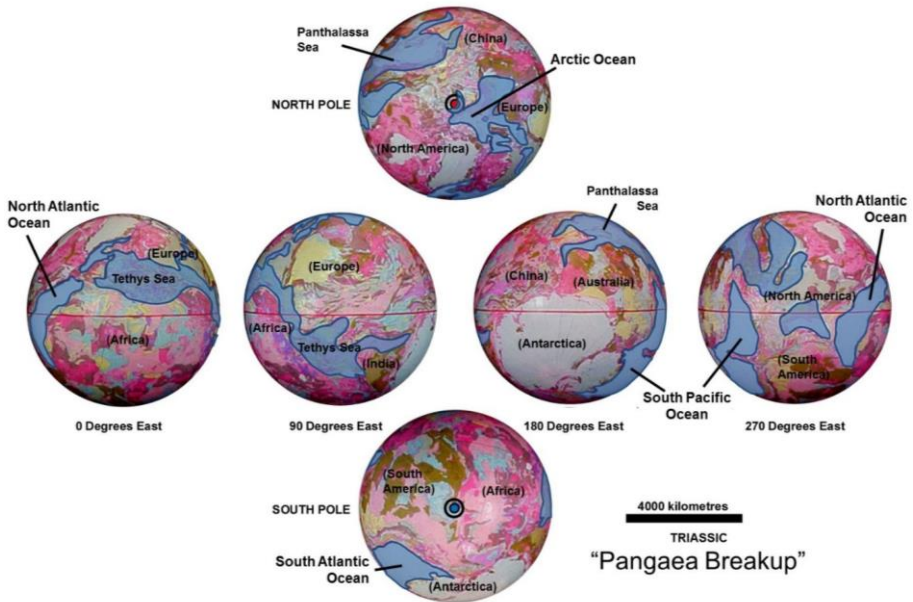 Panthalassa
Sea
(China)
Arctic Ocean
NORTH POLE
(Europe)
(North America)
North Atlantic
Ocean
(Europe)
Tethys Sea
(Africa)
0 Degrees East
(Europe)
(Africa)
Tethys Sea
(India)
90 Degrees East
Panthalassa
Sea
(China)
(Australia)
(Antarctica)
180 Degrees East
North Atlantic
Ocean
(North America)
(South
America)
South Pacific
Ocean
270 Degrees East
(South
America)
(Africa)
SOUTH POLE
South Atlantic
Ocean
(Antarctica)
4000 kilometres
TRIASSIC
“Pangaea Breakup”